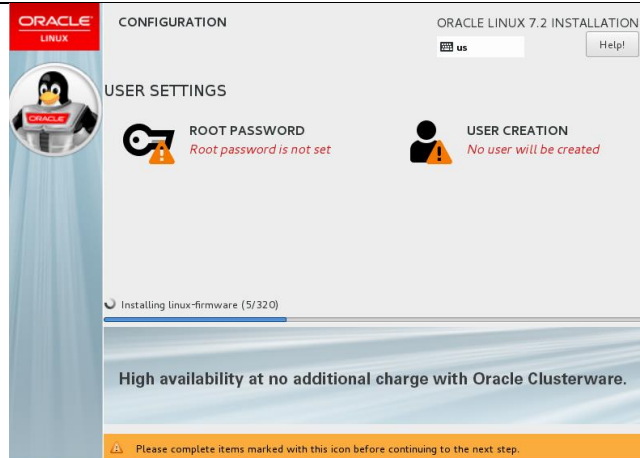 ORACLE
LINUX
CONFIGURATION
ORACLE LINUX 7.2 INSTALLATION
us
Help!
ORACLE
USER SETTINGS
ROOT PASSWORD
Root password is not set
USER CREATION
No user will be created
Installing linux-firmware (5/320)
High availability at no additional charge with Oracle Clusterware.
Please complete items marked with this icon before continuing to the next step.